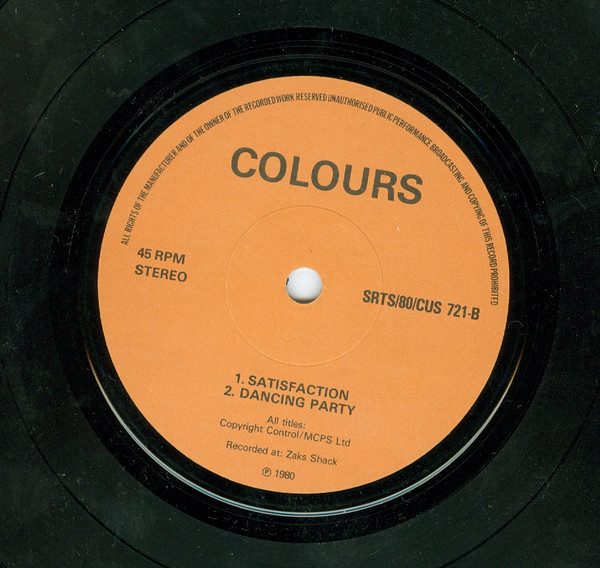 ALL RIGHTS OF THE MANUFACTURER AND OF THE OWNER OF THE RECORDED WORK RESERVED UNAUTHORISED PUBLIC PERFORMANCE BROADCASTING AND COPYING OF THIS RECORD PROHIBITED
COLOURS
45 RPM
STEREO
SRTS/80/CUS 721-B
1. SATISFACTION
2. DANCING PARTY
All titles:
Copyright Control/MCPS Ltd
Recorded at: Zaks Shack
℗ 1980